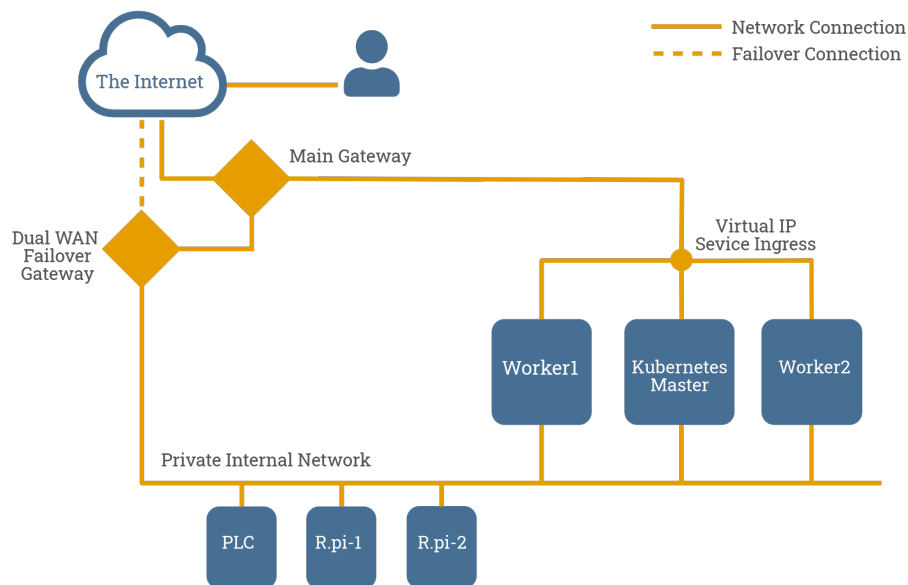 Network Connection
Failover Connection
The Internet
Main Gateway
Dual WAN
Failover
Gateway
Virtual IP
Sevice Ingress
Worker1
Kubernetes
Master
Worker2
Private Internal Network
PLC
R.pi-1
R.pi-2